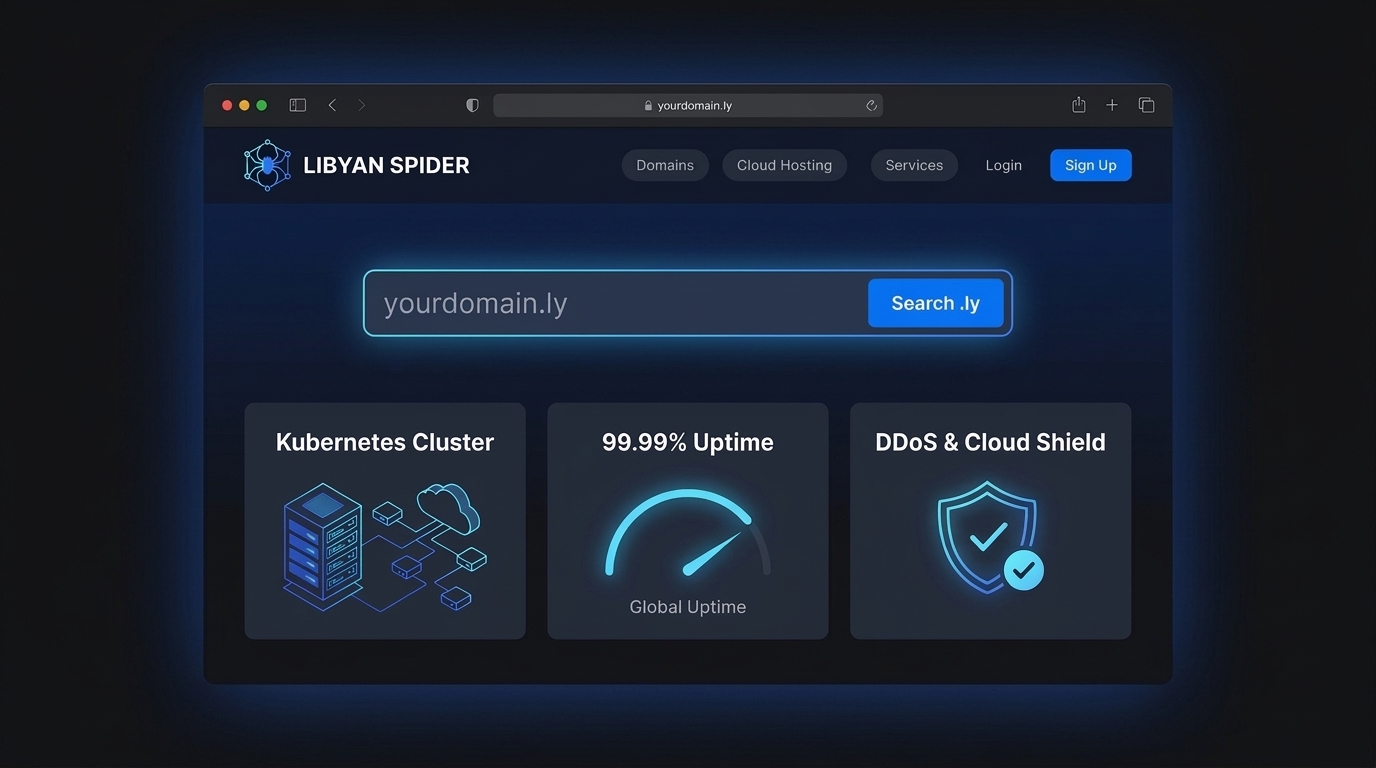 yourdomain.ly
LIBYAN SPIDER
Domains
Cloud Hosting
Services
Login
Sign Up
yourdomain.ly
Search .ly
Kubernetes Cluster
99.99% Uptime
Global Uptime
DDoS & Cloud Shield